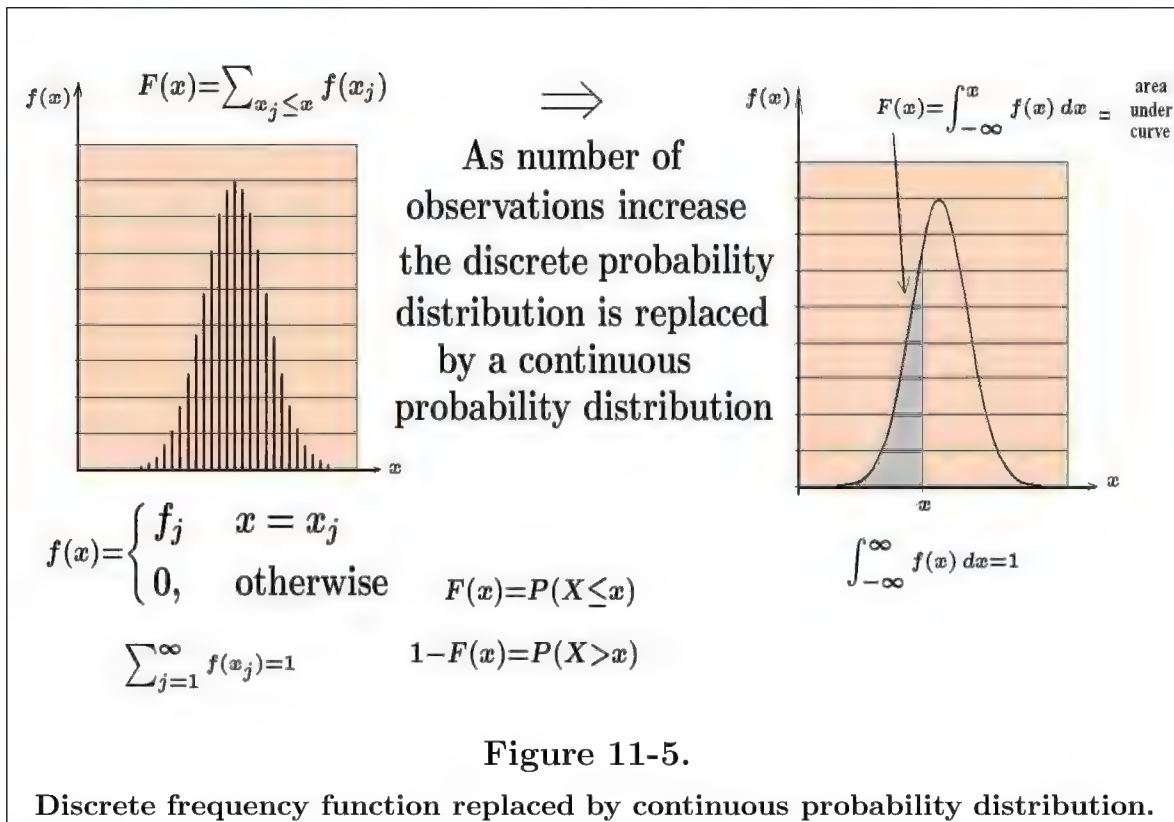 f(x)
F(x)=∑_{x_j≤x} f(x_j)
x
⟹
As number of
observations increase
the discrete probability
distribution is replaced
by a continuous
probability distribution
f(x)
F(x)=∫_{-∞}^{x} f(x) dx = area under curve
x
x
f(x)={ f_j x = x_j
0, otherwise
∑_{j=1}^{∞} f(x_j)=1
F(x)=P(X≤x)
1−F(x)=P(X>x)
∫_{-∞}^{∞} f(x) dx=1
Figure 11-5.
Discrete frequency function replaced by continuous probability distribution.